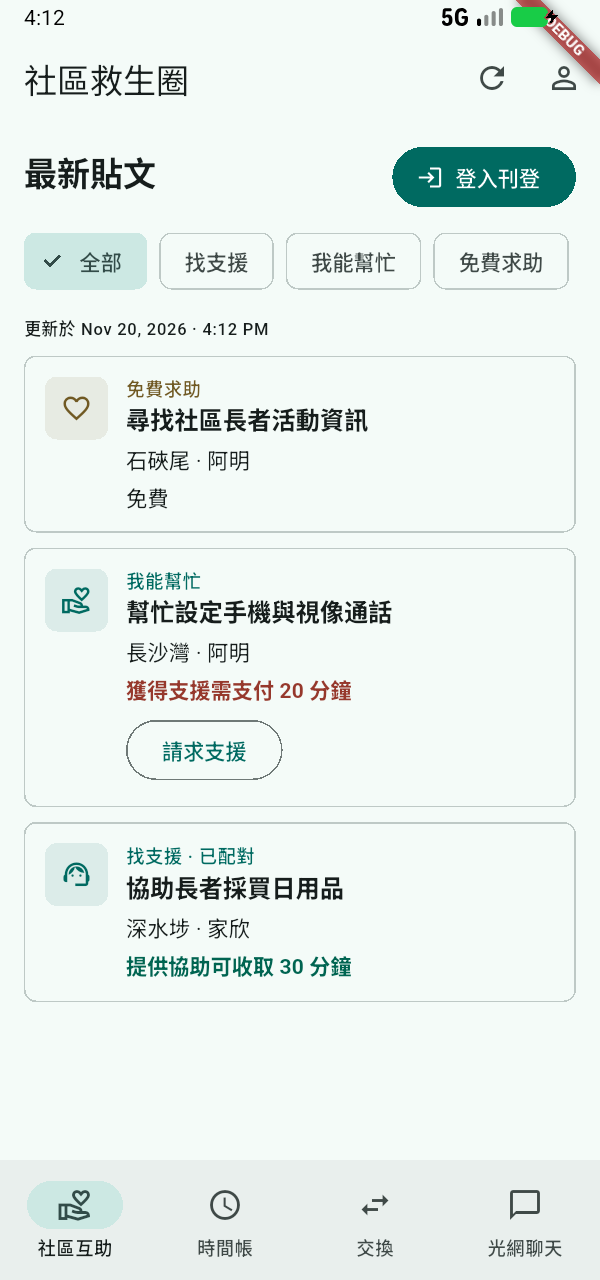 4:12
5G
DEBUG
社區救生圈
最新貼文
登入刊登
全部
找支援
我能幫忙
免費求助
更新於 Nov 20, 2026 · 4:12 PM
免費求助
尋找社區長者活動資訊
石硤尾 · 阿明
免費
我能幫忙
幫忙設定手機與視像通話
長沙灣 · 阿明
獲得支援需支付 20 分鐘
請求支援
找支援 · 已配對
協助長者採買日用品
深水埗 · 家欣
提供協助可收取 30 分鐘
社區互助
時間帳
交換
光網聊天